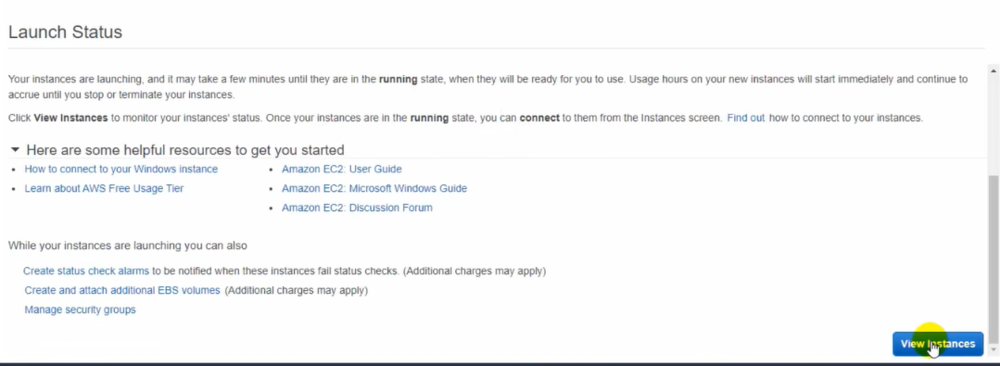 Launch Status
Your instances are launching, and it may take a few minutes until they are in the running state, when they will be ready for you to use. Usage hours on your new instances will start immediately and continue to
accrue until you stop or terminate your instances.
Click View Instances to monitor your instances' status. Once your instances are in the running state, you can connect to them from the Instances screen. Find out how to connect to your instances.
Here are some helpful resources to get you started
How to connect to your Windows instance
Amazon EC2: User Guide
Learn about AWS Free Usage Tier
Amazon EC2: Microsoft Windows Guide
Amazon EC2: Discussion Forum
While your instances are launching you can also
Create status check alarms to be notified when these instances fail status checks. (Additional charges may apply)
Create and attach additional EBS volumes (Additional charges may apply)
Manage security groups
View Instances